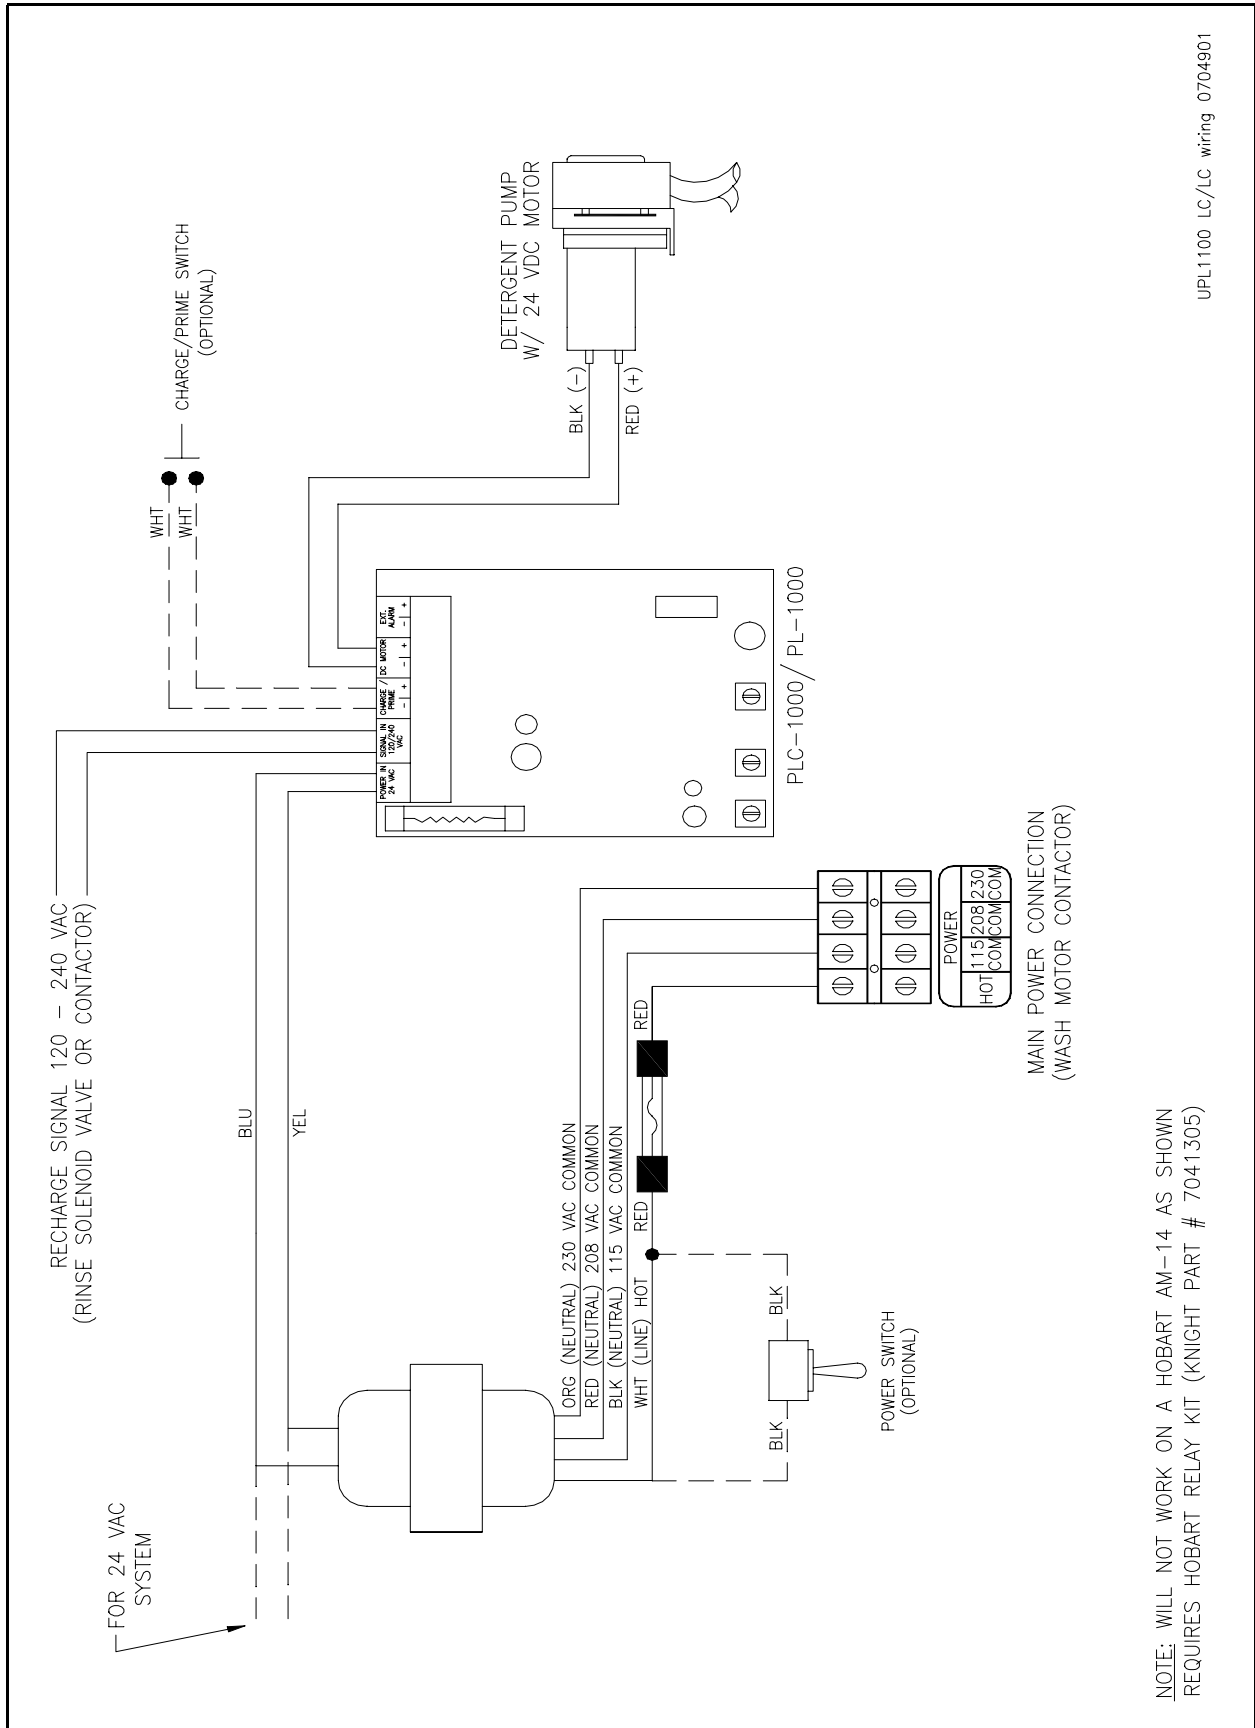 FOR 24 VAC
SYSTEM
RECHARGE SIGNAL 120 - 240 VAC
(RINSE SOLENOID VALVE OR CONTACTOR)
BLU
YEL
WHT
WHT
CHARGE/PRIME SWITCH
(OPTIONAL)
POWER IN
24 VAC
SIGNAL IN
120/240
VAC
CHARGE /
PRIME
- +
DC MOTOR
- +
EXT.
ALARM
- +
DETERGENT PUMP
W/ 24 VDC MOTOR
BLK (-)
RED (+)
PLC-1000/ PL-1000
ORG (NEUTRAL) 230 VAC COMMON
RED (NEUTRAL) 208 VAC COMMON
BLK (NEUTRAL) 115 VAC COMMON
WHT (LINE) HOT
RED
RED
BLK
BLK
POWER SWITCH
(OPTIONAL)
POWER
HOT 115 208 230
COM COM COM
MAIN POWER CONNECTION
(WASH MOTOR CONTACTOR)
NOTE: WILL NOT WORK ON A HOBART AM-14 AS SHOWN
REQUIRES HOBART RELAY KIT (KNIGHT PART # 7041305)
UPL1100 LC/LC wiring 0704901